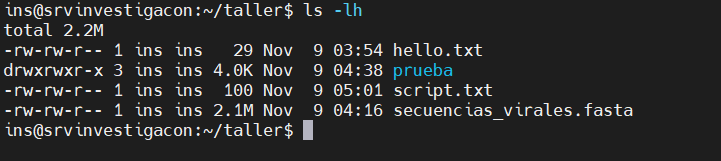 ins@srvinvestigacon:~/taller$ ls -lh
total 2.2M
-rw-rw-r-- 1 ins ins   29 Nov  9 03:54 hello.txt
drwxrwxr-x 3 ins ins 4.0K Nov  9 04:38 prueba
-rw-rw-r-- 1 ins ins  100 Nov  9 05:01 script.txt
-rw-rw-r-- 1 ins ins 2.1M Nov  9 04:16 secuencias_virales.fasta
ins@srvinvestigacon:~/taller$